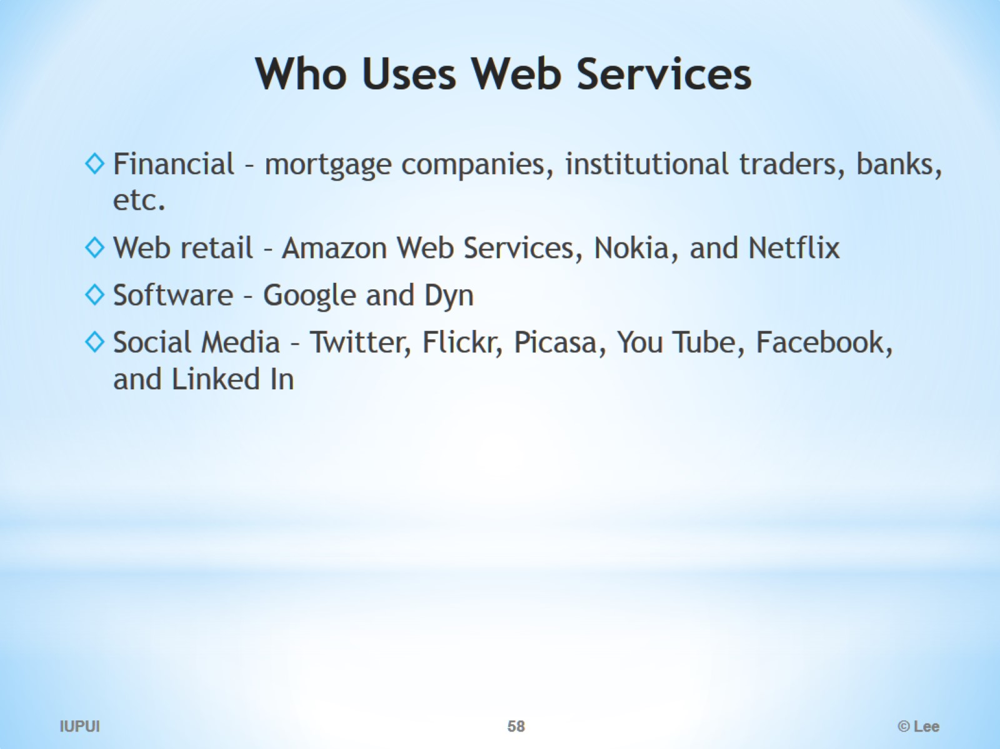 Who Uses Web Services
Financial – mortgage companies, institutional traders, banks,
etc.
Web retail – Amazon Web Services, Nokia, and Netflix
Software – Google and Dyn
Social Media – Twitter, Flickr, Picasa, You Tube, Facebook,
and Linked In
IUPUI
58
© Lee